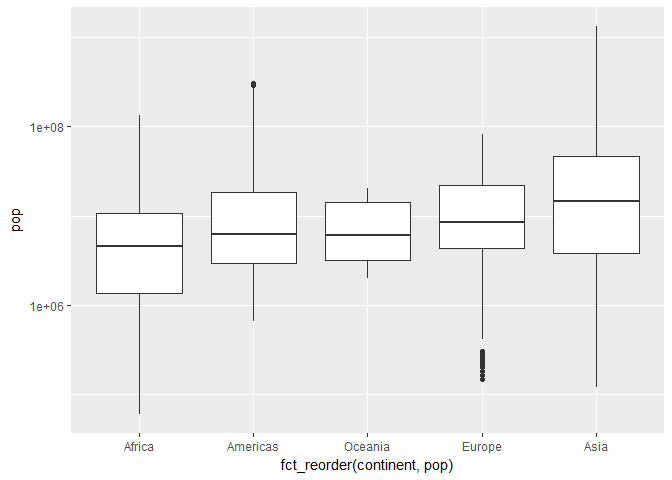 1e+08
pop
1e+06
Africa Americas Oceania Europe Asia
fct_reorder(continent, pop)